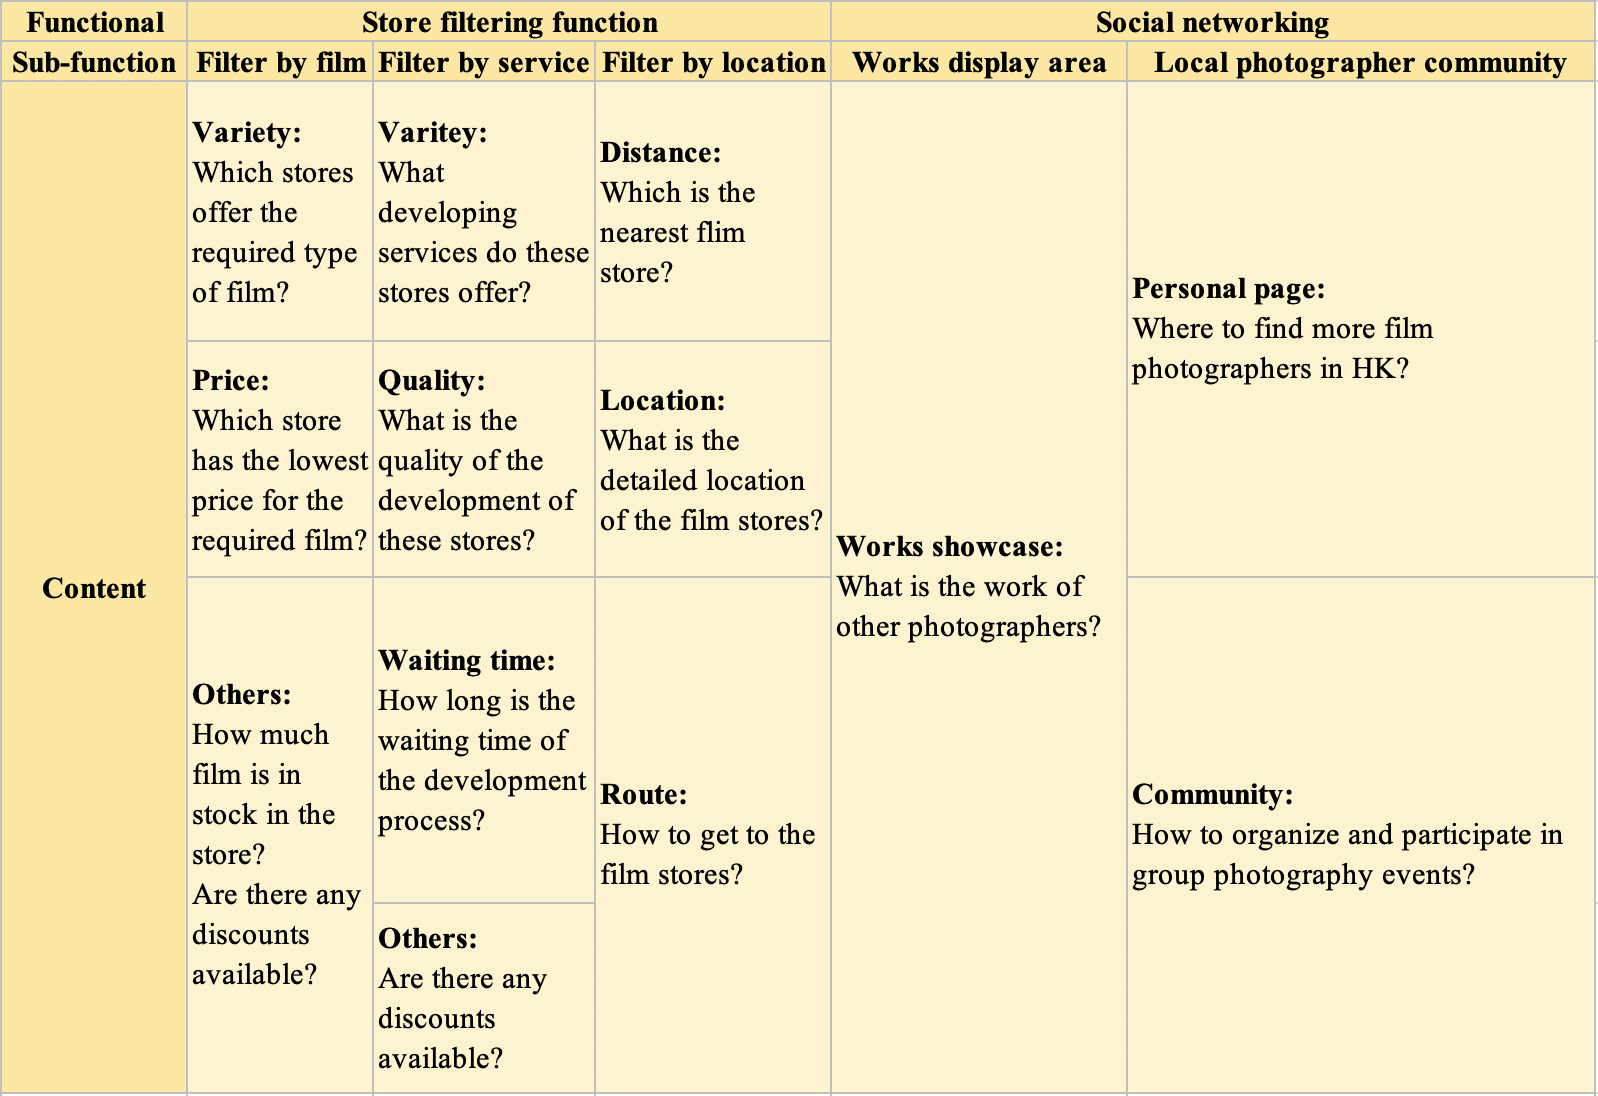 Functional
Store filtering function
Social networking
Sub-function
Filter by film
Filter by service
Filter by location
Works display area
Local photographer community
Content
Variety:
Which stores
offer the
required type
of film?
Price:
Which store
has the lowest
price for the
required film?
Others:
How much
film is in
stock in the
store?
Are there any
discounts
available?
Varitey:
What
developing
services do these
stores offer?
Quality:
What is the
quality of the
development of
these stores?
Waiting time:
How long is the
waiting time of
the development
process?
Others:
Are there any
discounts
available?
Distance:
Which is the
nearest flim
store?
Location:
What is the
detailed location
of the film stores?
Route:
How to get to the
film stores?
Works showcase:
What is the work of
other photographers?
Personal page:
Where to find more film
photographers in HK?
Community:
How to organize and participate in
group photography events?